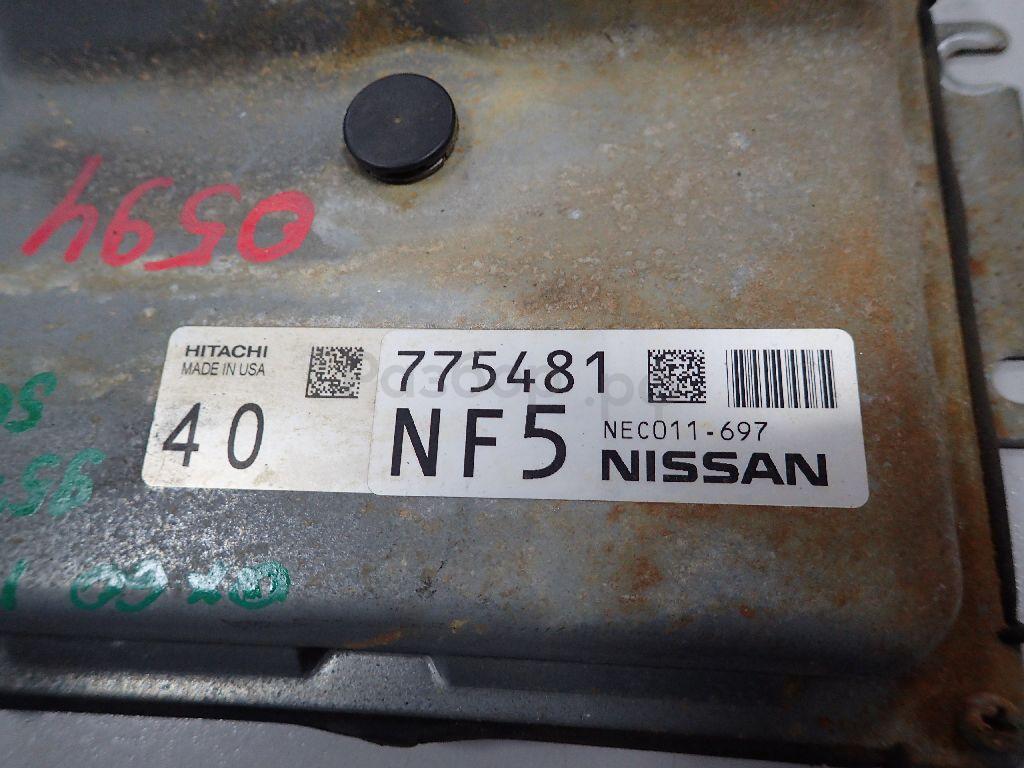 0594
HITACHI
MADE IN USA
40
775481
NF5
NEC011-697
NISSAN